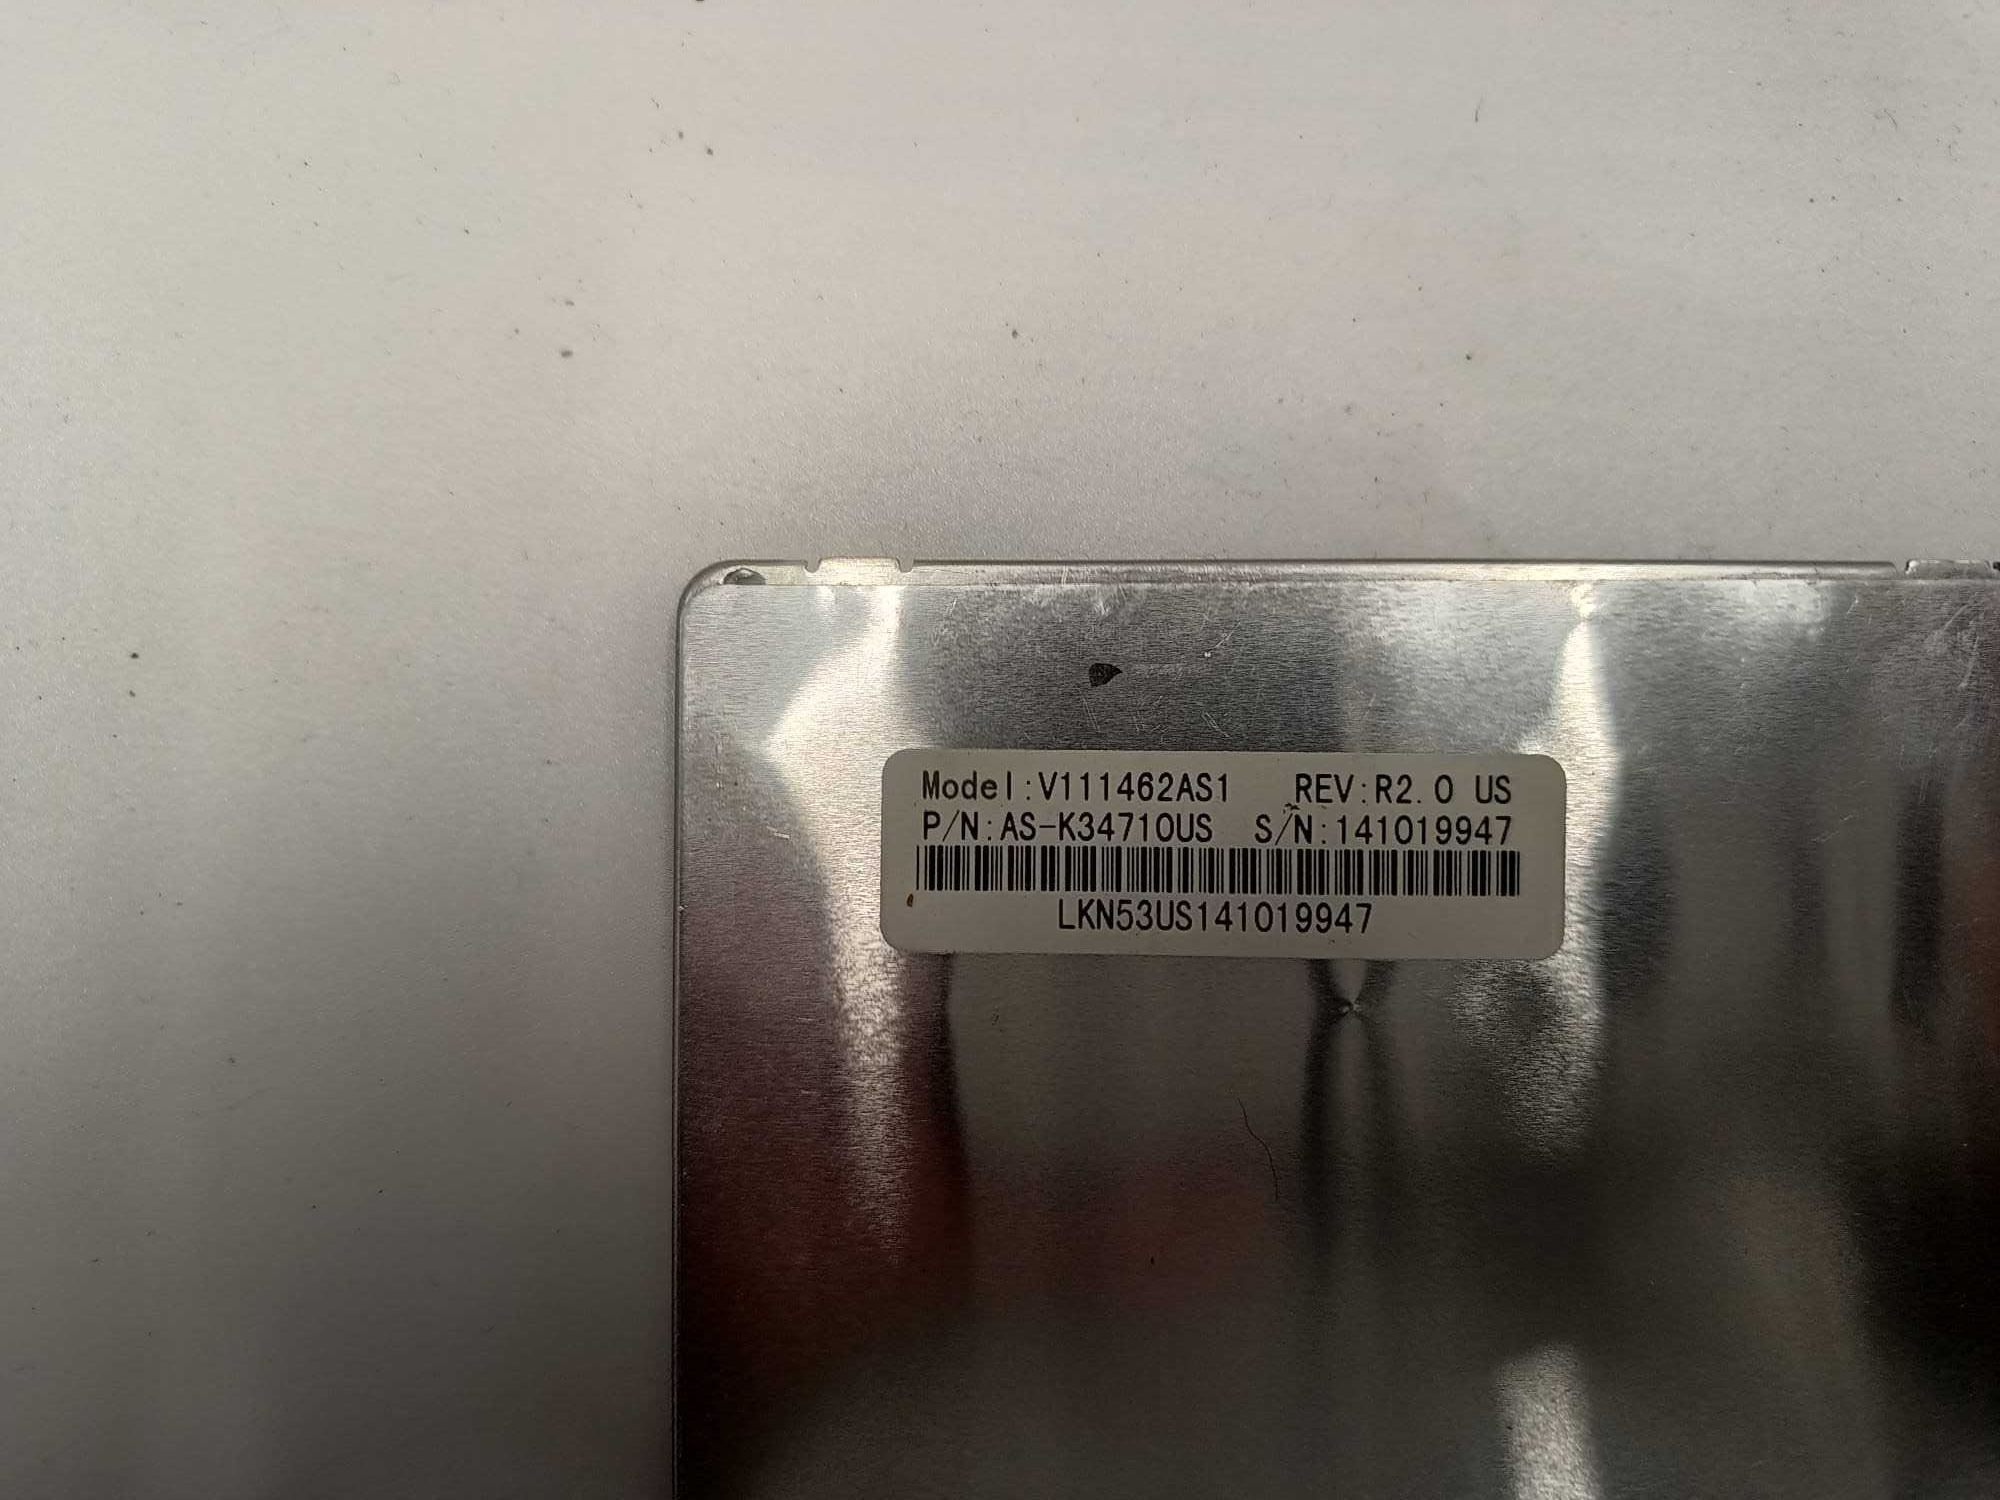 Model:V111462AS1 REV:R2.0 US
P/N:AS-K34710US S/N:141019947
LKN53US141019947